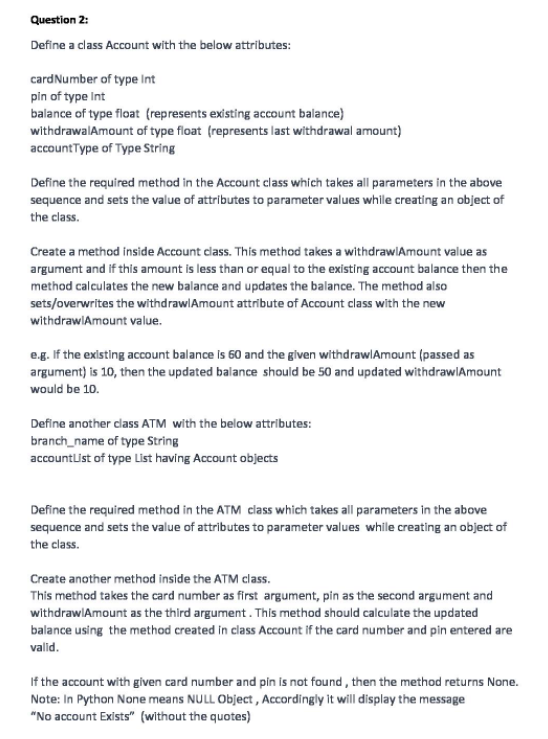 Question 2:
Define a class Account with the below attributes:
cardNumber of type Int
pin of type Int
balance of type float (represents existing account balance)
withdrawalAmount of type float (represents last withdrawal amount)
accountType of Type String
Define the required method in the Account class which takes all parameters in the above
sequence and sets the value of attributes to parameter values while creating an object of
the class.
Create a method inside Account class. This method takes a withdrawlAmount value as
argument and if this amount is less than or equal to the existing account balance then the
method calculates the new balance and updates the balance. The method also
sets/overwrites the withdrawlAmount attribute of Account class with the new
withdrawlAmount value.
e.g. If the existing account balance is 60 and the given withdrawlAmount (passed as
argument) is 10, then the updated balance should be 50 and updated withdrawlAmount
would be 10.
Define another class ATM with the below attributes:
branch_name of type String
accountList of type List having Account objects
Define the required method in the ATM class which takes all parameters in the above
sequence and sets the value of attributes to parameter values while creating an object of
the class.
Create another method inside the ATM class.
This method takes the card number as first argument, pin as the second argument and
withdrawlAmount as the third argument . This method should calculate the updated
balance using the method created in class Account if the card number and pin entered are
valid.
If the account with given card number and pin is not found , then the method returns None.
Note: In Python None means NULL Object , Accordingly it will display the message
"No account Exists" (without the quotes)